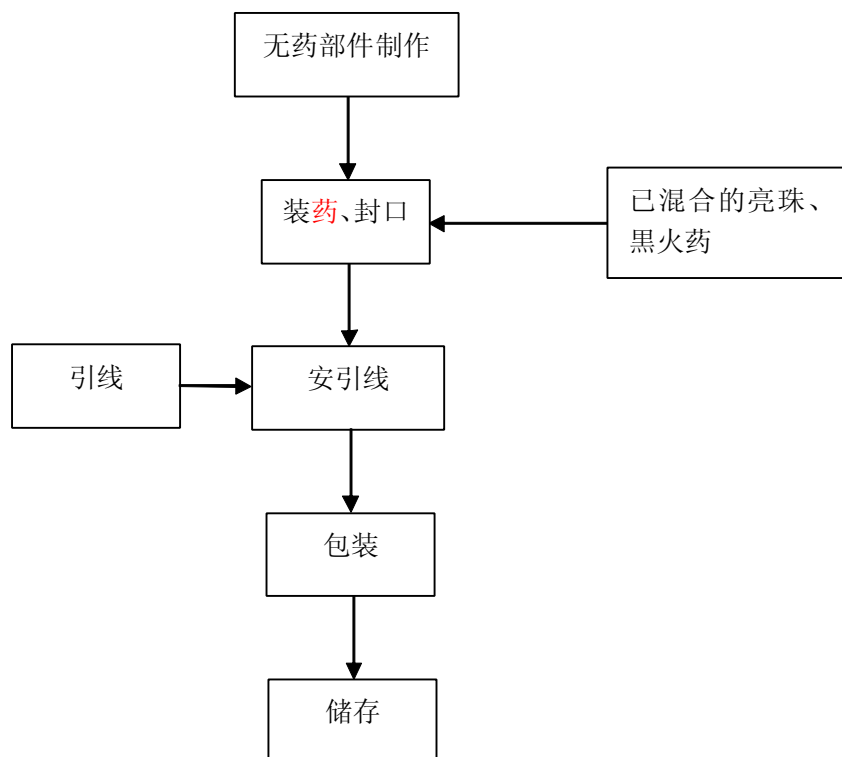 无药部件制作
装药、封口
已混合的亮珠、
黑火药
引线
安引线
包装
储存